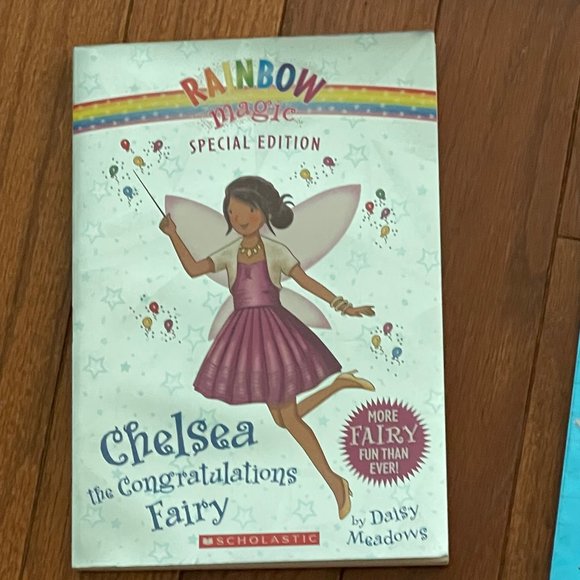 RAINBOW
magic
SPECIAL EDITION
Chelsea
the Congratulations
Fairy
MORE
FAIRY
FUN THAN
EVER!
by Daisy
Meadows
SCHOLASTIC